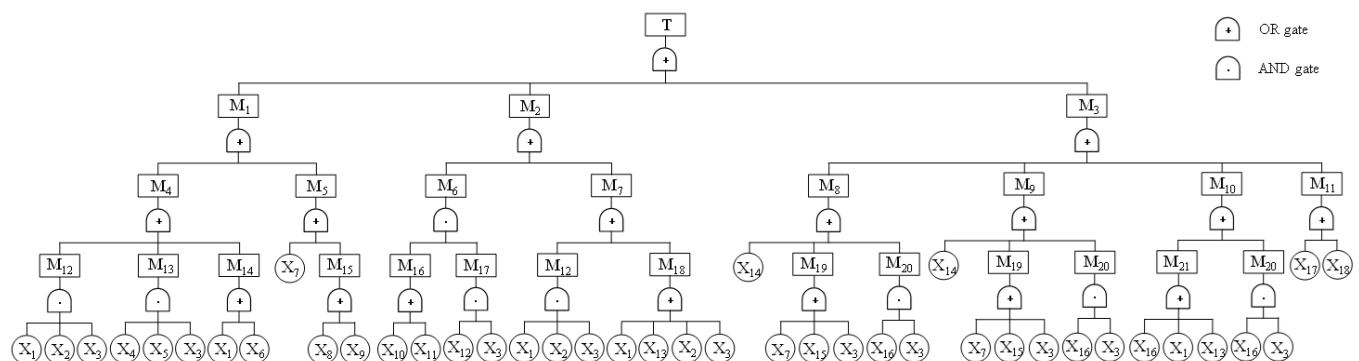 T
+ OR gate
· AND gate
M₁ M₂ M₃
+ + +
M₄ M₅ M₆ M₇ M₈ M₉ M₁₀ M₁₁
+ + · + + + + +
M₁₂ M₁₃ M₁₄ X₇ M₁₅ M₁₆ M₁₇ M₁₂ M₁₈ X₁₄ M₁₉ M₂₀ X₁₄ M₁₉ M₂₀ M₂₁ M₂₀ X₁₇ X₁₈
· · + + + · · + + · + · + ·
X₁ X₂ X₃ X₄ X₅ X₃ X₁ X₆ X₈ X₉ X₁₀ X₁₁ X₁₂ X₃ X₁ X₂ X₃ X₁ X₁₃ X₂ X₃ X₇ X₁₅ X₃ X₁₆ X₃ X₇ X₁₅ X₃ X₁₆ X₃ X₁₆ X₁ X₁₃ X₁₆ X₃